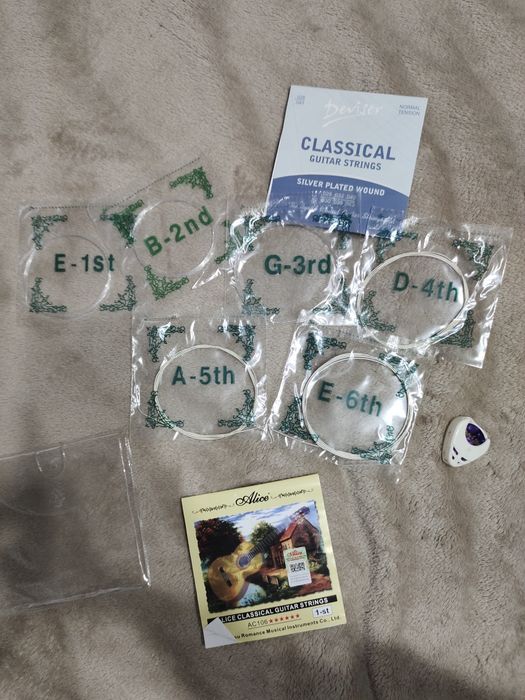 Deviser
NORMAL
TENSION
CLASSICAL
GUITAR STRINGS
SILVER PLATED WOUND
E-1st
B-2nd
G-3rd
D-4th
A-5th
E-6th
Alice
Alice
LICE CLASSICAL GUITAR STRINGS
AC106★★★★★★
1-st
u Romance Musical Instruments Co., Ltd.